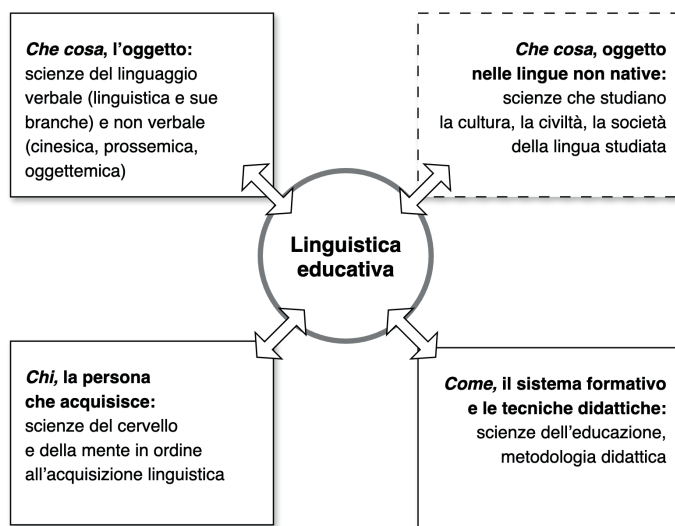 Che cosa, l’oggetto:
scienze del linguaggio
verbale (linguistica e sue
branche) e non verbale
(cinesica, prossemica,
oggettemica)
Che cosa, oggetto
nelle lingue non native:
scienze che studiano
la cultura, la civiltà, la società
della lingua studiata
Linguistica
educativa
Chi, la persona
che acquisisce:
scienze del cervello
e della mente in ordine
all’acquisizione linguistica
Come, il sistema formativo
e le tecniche didattiche:
scienze dell’educazione,
metodologia didattica